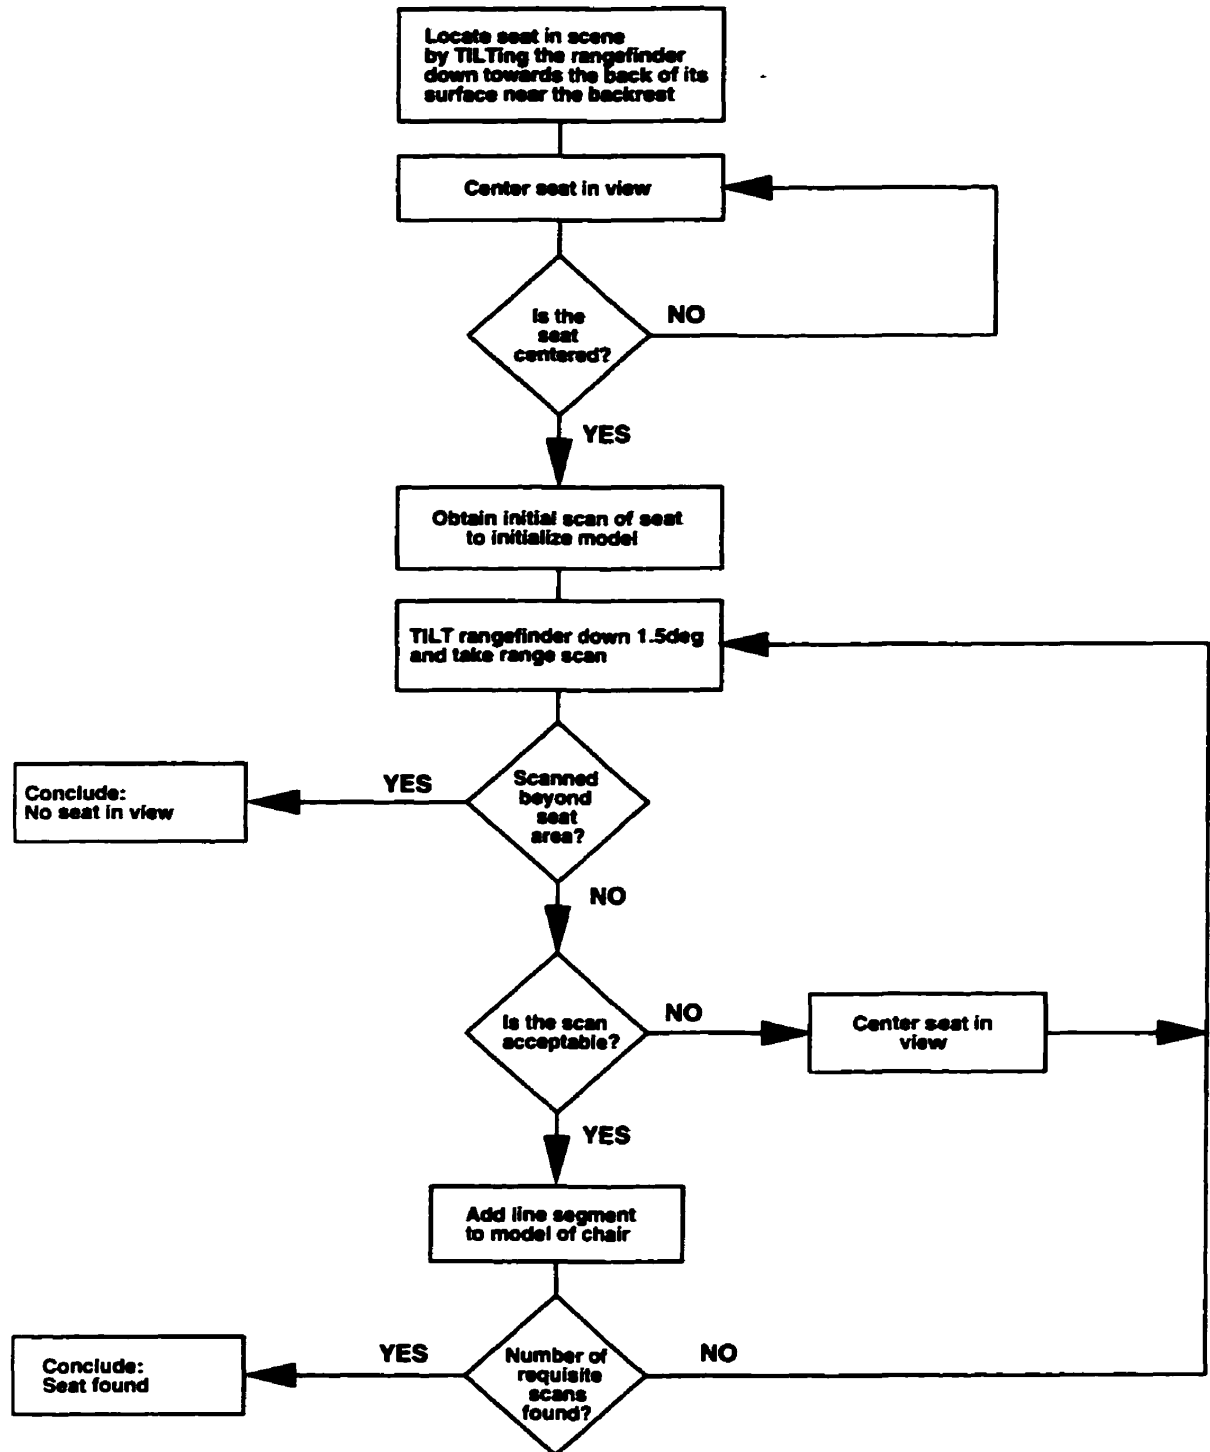 Locate seat in scene
by TILTing the rangefinder
down towards the back of its
surface near the backrest
Center seat in view
Is the
seat
centered?
NO
YES
Obtain initial scan of seat
to initialize model
TILT rangefinder down 1.5deg
and take range scan
Scanned
beyond
seat
area?
YES
Conclude:
No seat in view
NO
Is the scan
acceptable?
NO
Center seat in
view
YES
Add line segment
to model of chair
Number of
requisite
scans
found?
YES
NO
Conclude:
Seat found